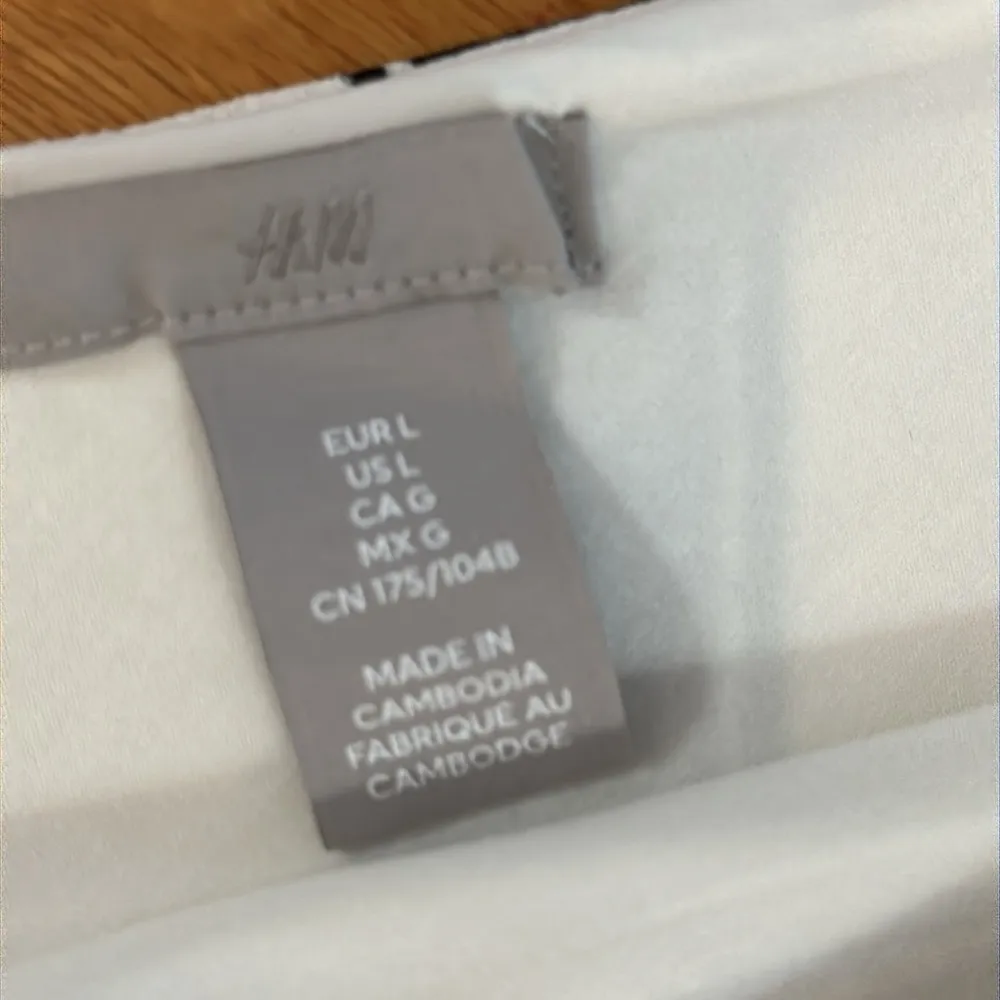 H&M
EUR L
US L
CA G
MX G
CN 175/104B
MADE IN
CAMBODIA
FABRIQUE AU
CAMBODGE